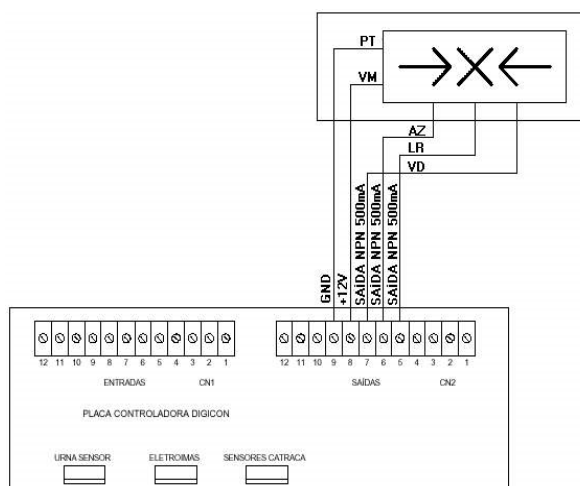 PT
VM
AZ
LR
VD
GND
+12V
SAÍDA NPN 500mA
SAÍDA NPN 500mA
SAÍDA NPN 500mA
12 11 10 9 8 7 6 5 4 3 2 1
12 11 10 9 8 7 6 5 4 3 2 1
ENTRADAS CN1
SAÍDAS CN2
PLACA CONTROLADORA DIGICON
URNA SENSOR
ELETROIMAS
SENSORES CATRACA